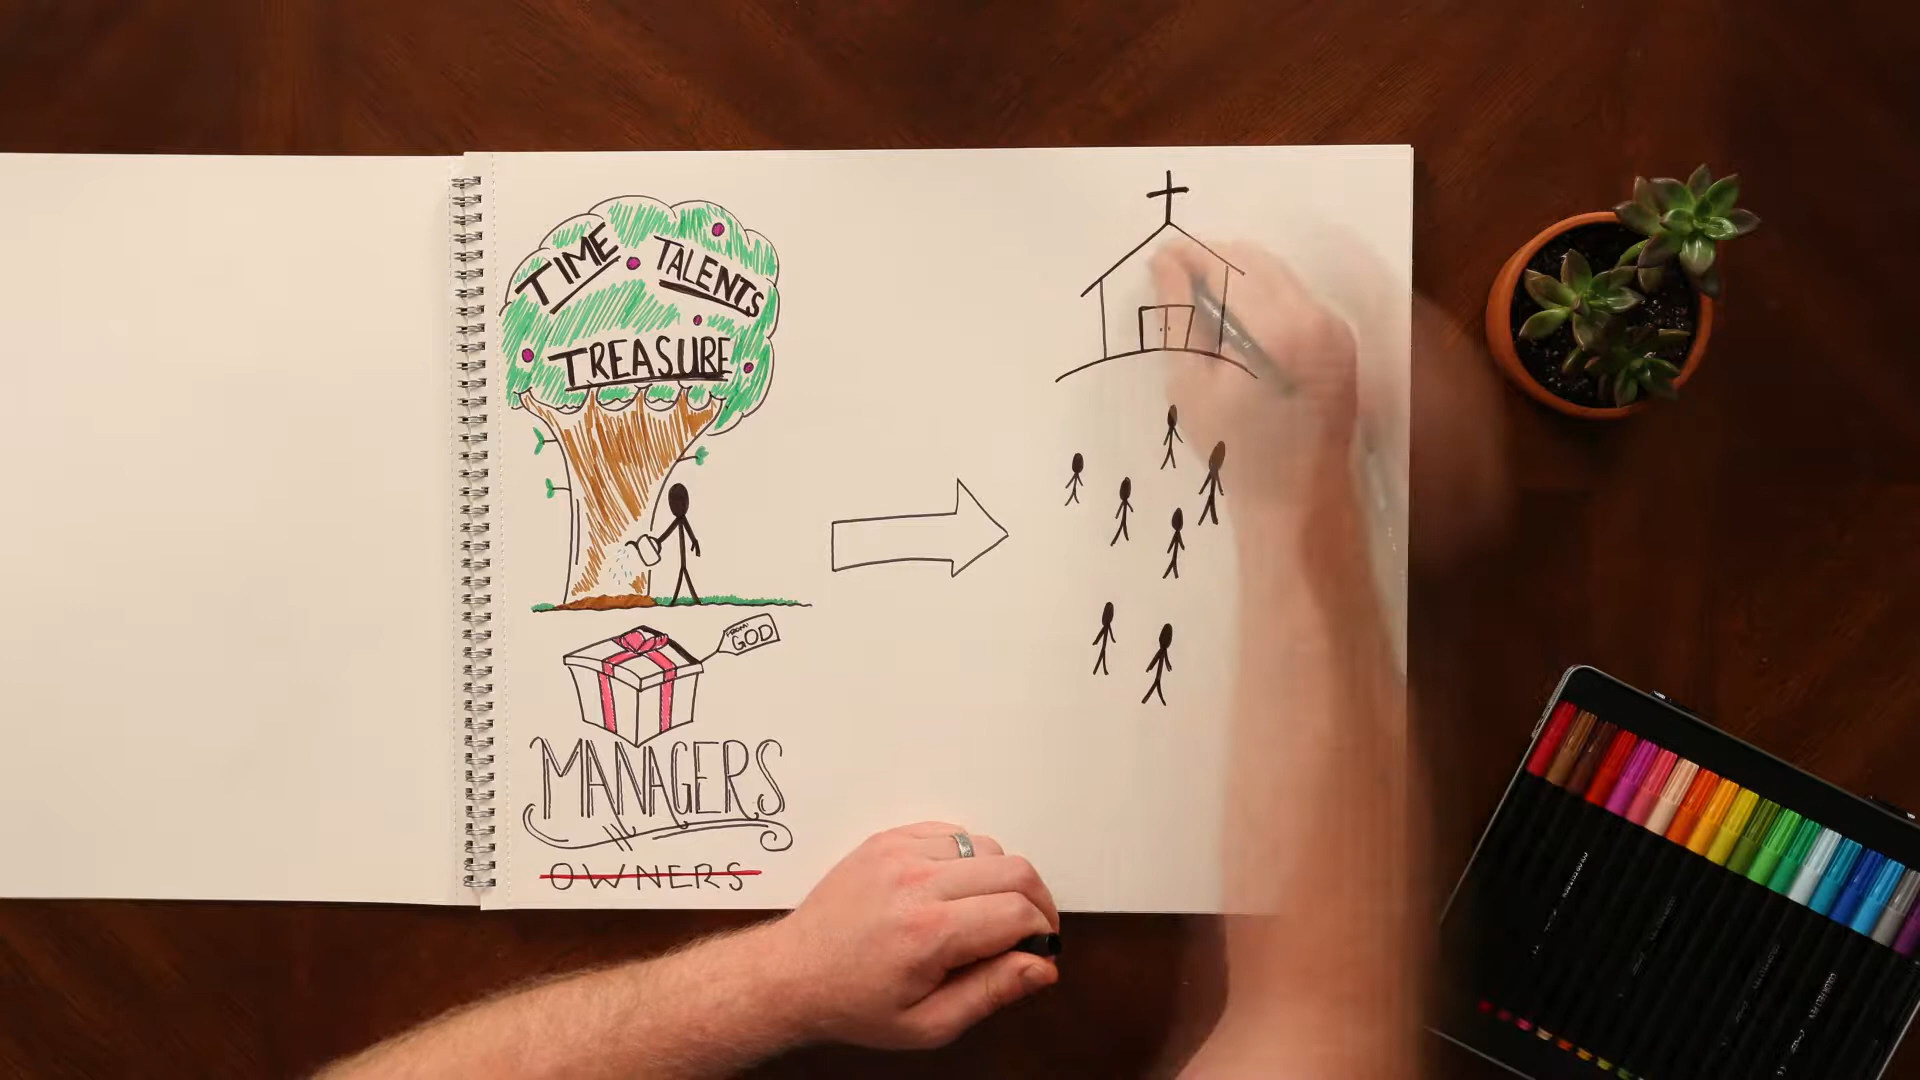 TIME
TALENTS
TREASURE
FROM:
GOD
MANAGERS
OWNERS